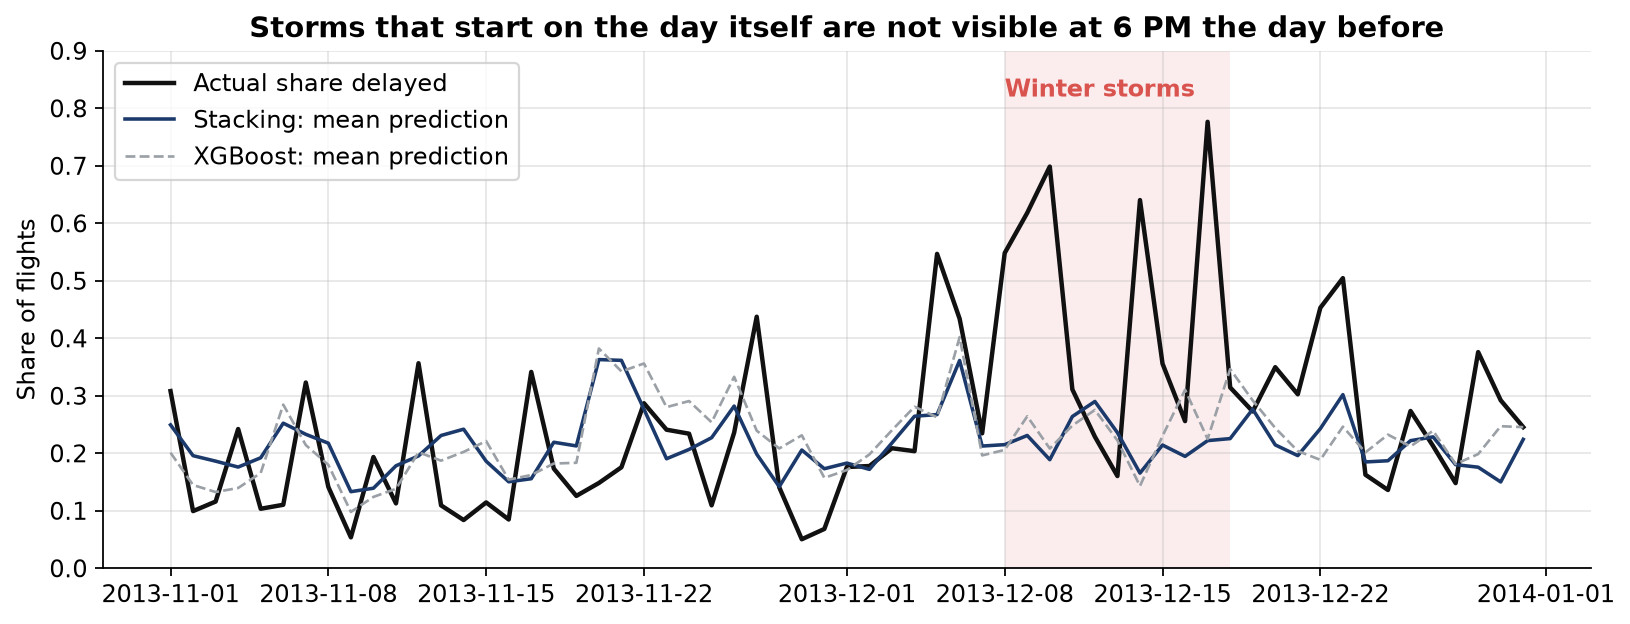 Storms that start on the day itself are not visible at 6 PM the day before
0.9
0.8
0.7
0.6
0.5
0.4
0.3
0.2
0.1
0.0
Share of flights
Actual share delayed
Stacking: mean prediction
XGBoost: mean prediction
Winter storms
2013-11-01 2013-11-08 2013-11-15 2013-11-22 2013-12-01 2013-12-08 2013-12-15 2013-12-22 2014-01-01